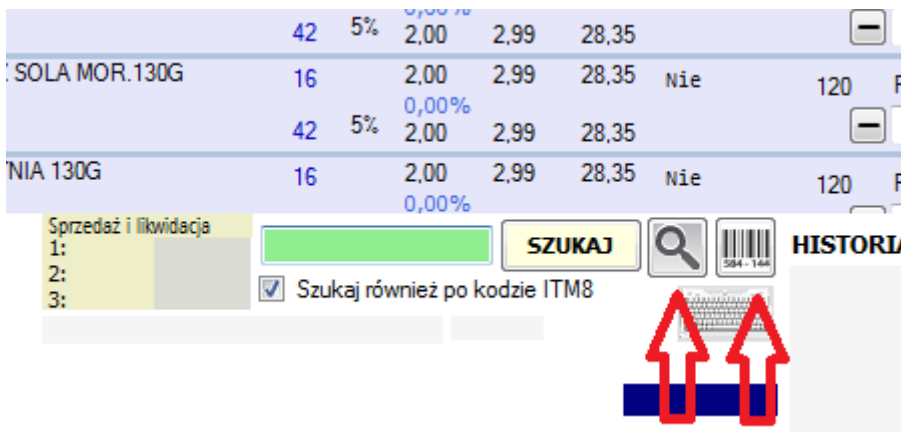 42 5% 2,00 2,99 28,35
SOLA MOR.130G 16 2,00 2,99 28,35 Nie 120
0,00%
42 5% 2,00 2,99 28,35
NIA 130G 16 2,00 2,99 28,35 Nie 120
0,00%
Sprzedaż i likwidacja
1:
2:
3:
SZUKAJ
584 - 144
HISTORIA
Szukaj również po kodzie ITM8